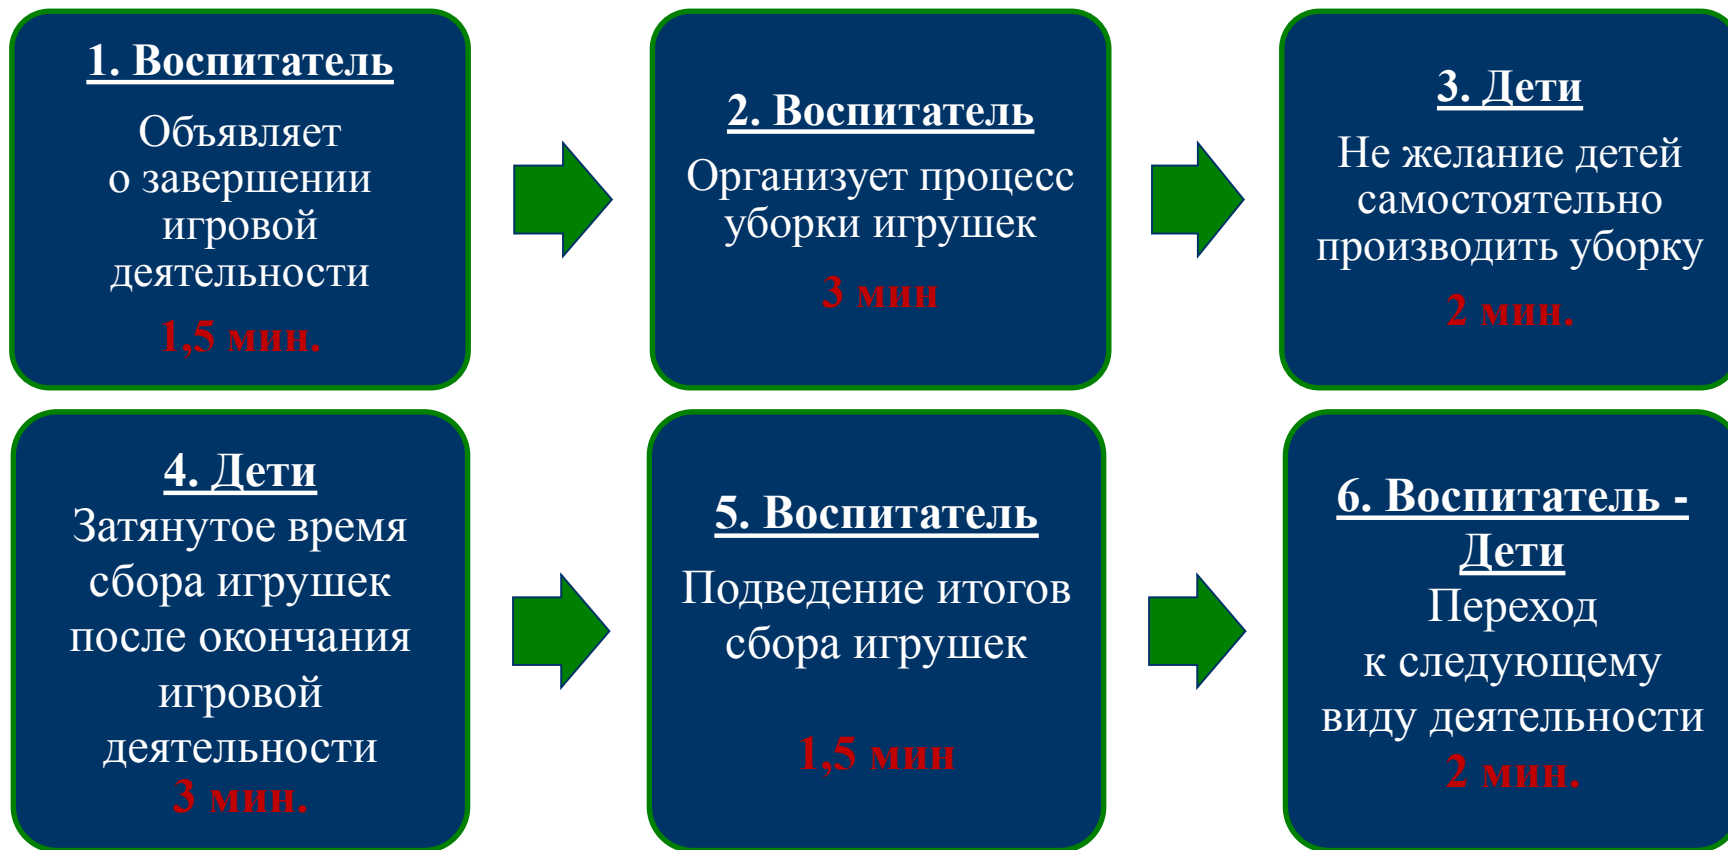 1. Воспитатель
Объявляет
о завершении
игровой
деятельности
1,5 мин.
2. Воспитатель
Организует процесс
уборки игрушек
3 мин
3. Дети
Не желание детей
самостоятельно
производить уборку
2 мин.
4. Дети
Затянутое время
сбора игрушек
после окончания
игровой
деятельности
3 мин.
5. Воспитатель
Подведение итогов
сбора игрушек
1,5 мин
6. Воспитатель -
Дети
Переход
к следующему
виду деятельности
2 мин.